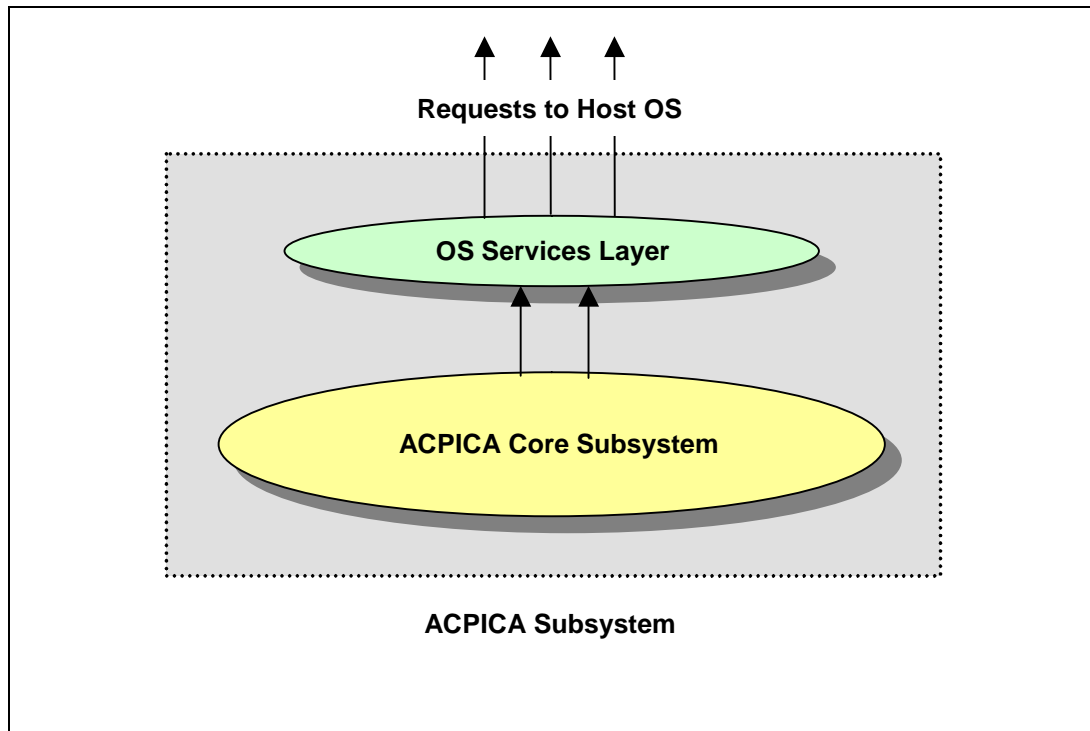 Requests to Host OS
OS Services Layer
ACPICA Core Subsystem
ACPICA Subsystem